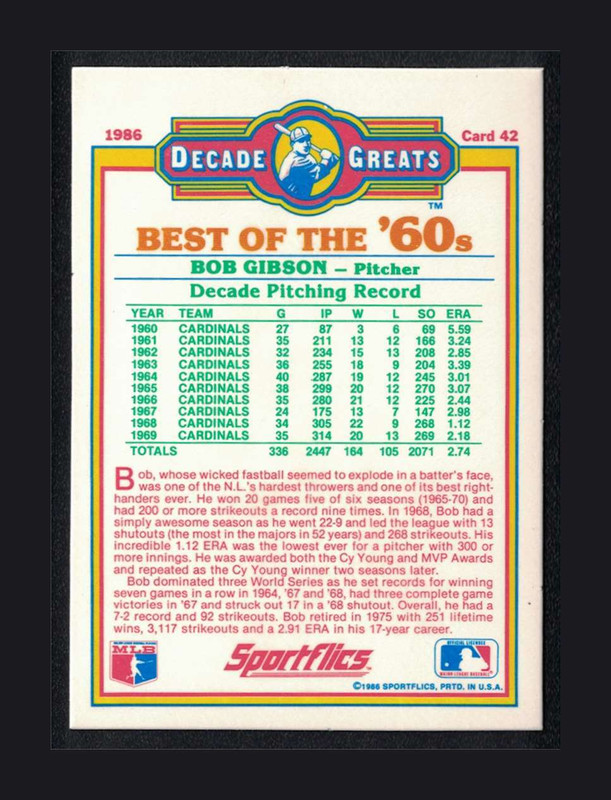 1986
Card 42
DECADE GREATS
TM
BEST OF THE '60s
BOB GIBSON – Pitcher
Decade Pitching Record
YEAR TEAM G IP W L SO ERA
1960 CARDINALS 27 87 3 6 69 5.59
1961 CARDINALS 35 211 13 12 166 3.24
1962 CARDINALS 32 234 15 13 208 2.85
1963 CARDINALS 36 255 18 9 204 3.39
1964 CARDINALS 40 287 19 12 245 3.01
1965 CARDINALS 38 299 20 12 270 3.07
1966 CARDINALS 35 280 21 12 225 2.44
1967 CARDINALS 24 175 13 7 147 2.98
1968 CARDINALS 34 305 22 9 268 1.12
1969 CARDINALS 35 314 20 13 269 2.18
TOTALS 336 2447 164 105 2071 2.74
Bob, whose wicked fastball seemed to explode in a batter's face,
was one of the N.L.'s hardest throwers and one of its best right-
handers ever. He won 20 games five of six seasons (1965-70) and
had 200 or more strikeouts a record nine times. In 1968, Bob had a
simply awesome season as he went 22-9 and led the league with 13
shutouts (the most in the majors in 52 years) and 268 strikeouts. His
incredible 1.12 ERA was the lowest ever for a pitcher with 300 or
more innings. He was awarded both the Cy Young and MVP Awards
and repeated as the Cy Young winner two seasons later.
Bob dominated three World Series as he set records for winning
seven games in a row in 1964, '67 and '68, had three complete game
victories in '67 and struck out 17 in a '68 shutout. Overall, he had a
7-2 record and 92 strikeouts. Bob retired in 1975 with 251 lifetime
wins, 3,117 strikeouts and a 2.91 ERA in his 17-year career.
MLB
Sportflics
OFFICIAL LICENSEE
MAJOR LEAGUE BASEBALL
©1986 SPORTFLICS, PRTD. IN U.S.A.